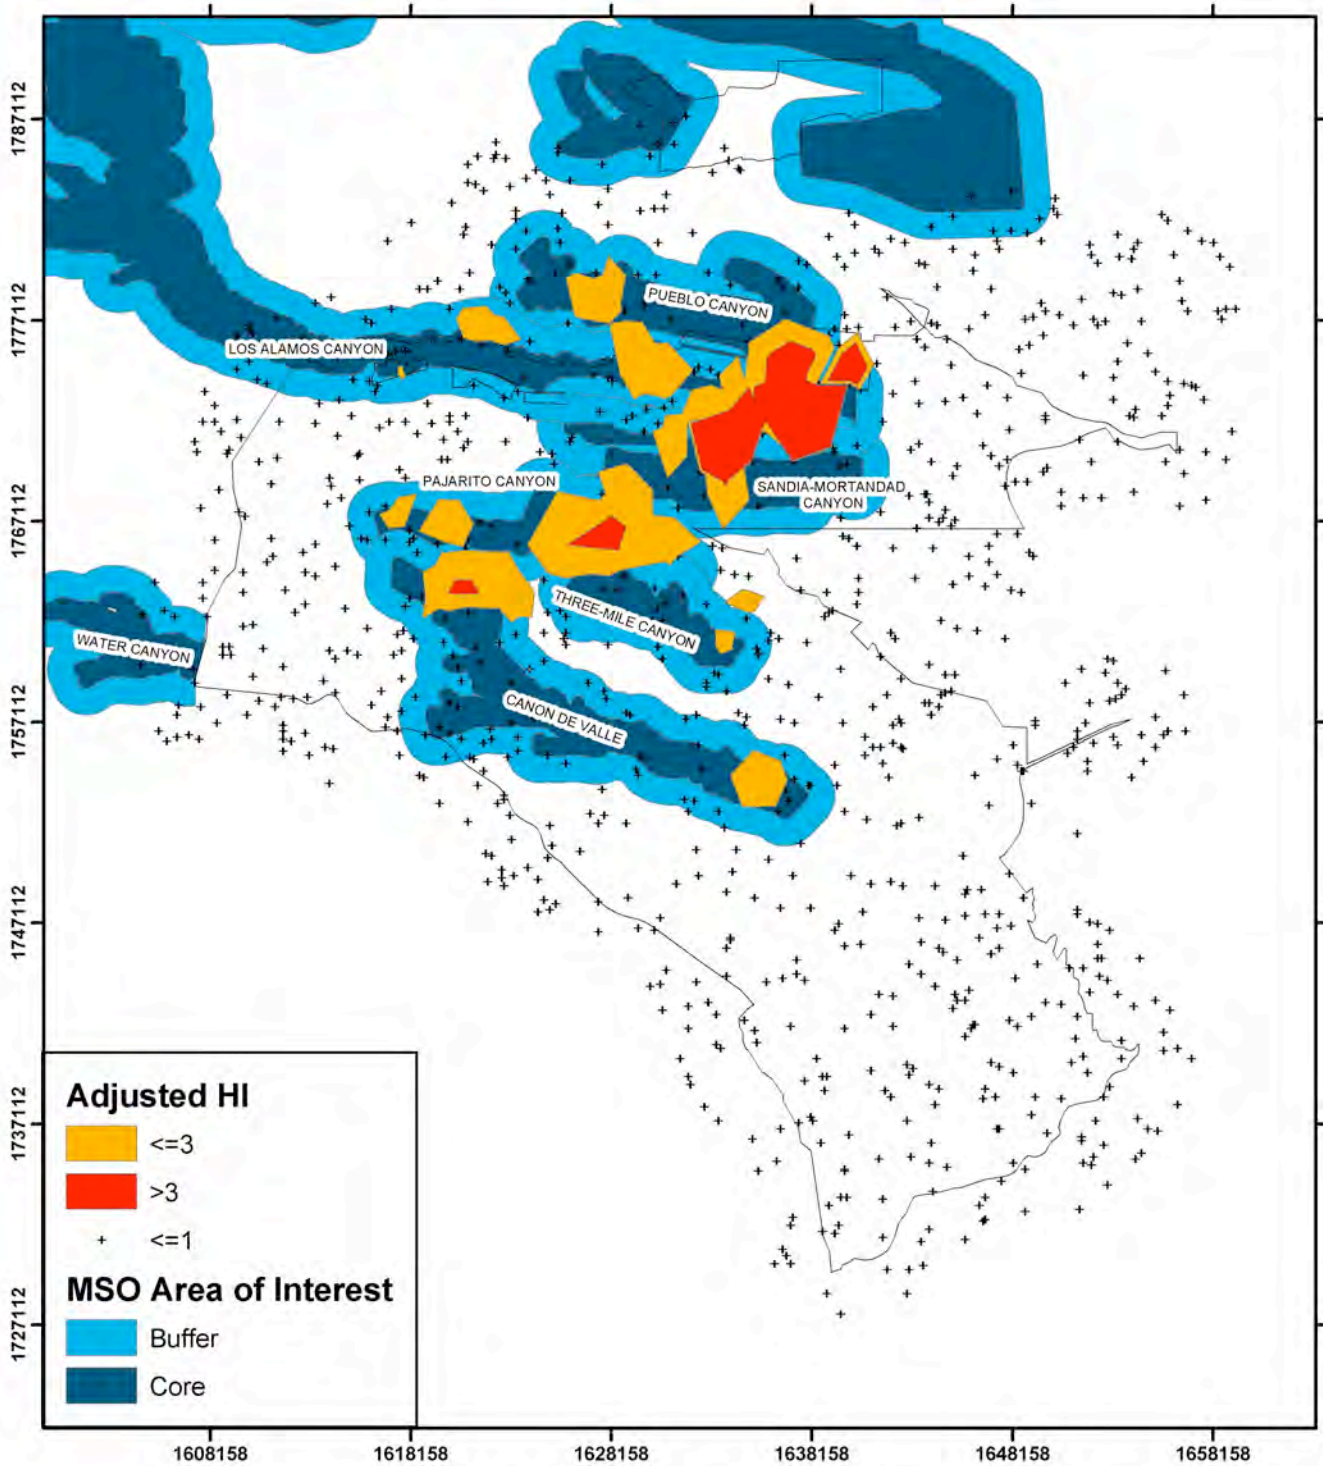 1787112
1777112
1767112
1757112
1747112
1737112
1727112
PUEBLO CANYON
LOS ALAMOS CANYON
PAJARITO CANYON
SANDIA-MORTANDAD
CANYON
THREE-MILE CANYON
WATER CANYON
CANON DE VALLE
Adjusted HI
<=3
>3
<=1
MSO Area of Interest
Buffer
Core
1608158
1618158
1628158
1638158
1648158
1658158